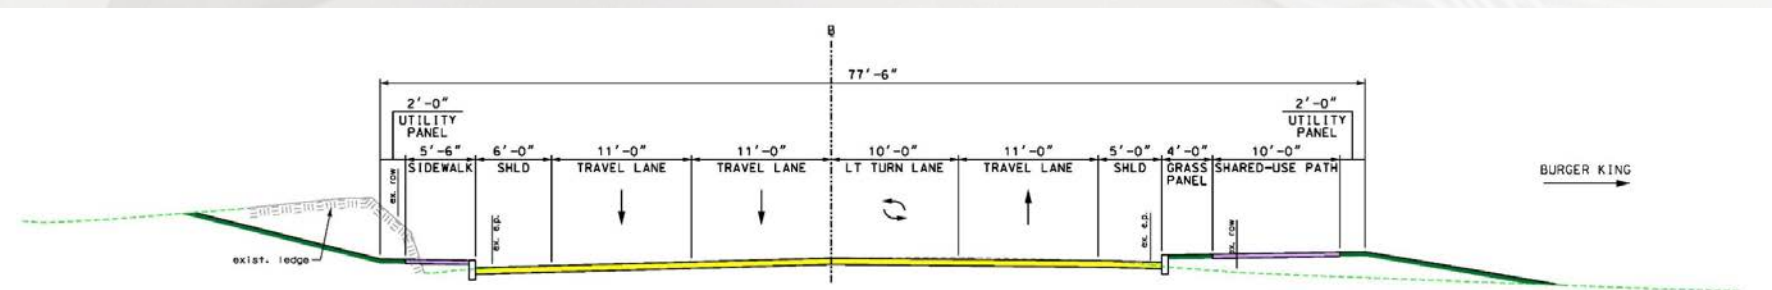 B
77'-6"
2'-0"
UTILITY
PANEL
2'-0"
UTILITY
PANEL
5'-6" 6'-0" 11'-0" 11'-0" 10'-0" 11'-0" 5'-0" 4'-0" 10'-0"
SIDEWALK SHLD TRAVEL LANE TRAVEL LANE LT TURN LANE TRAVEL LANE SHLD GRASS SHARED-USE PATH
PANEL
BURGER KING
ex. row
ex. e.p.
ex. e.p.
ex. row
exist. ledge